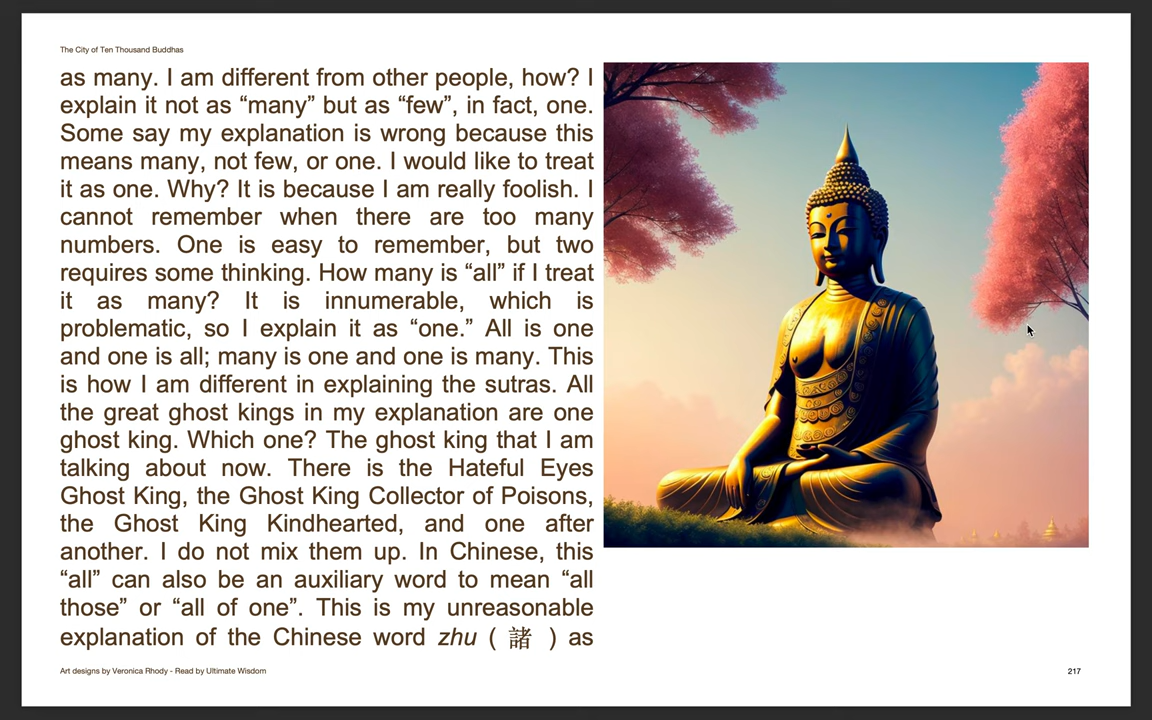 The City of Ten Thousand Buddhas
as many. I am different from other people, how? I
explain it not as “many” but as “few”, in fact, one.
Some say my explanation is wrong because this
means many, not few, or one. I would like to treat
it as one. Why? It is because I am really foolish. I
cannot remember when there are too many
numbers. One is easy to remember, but two
requires some thinking. How many is “all” if I treat
it as many? It is innumerable, which is
problematic, so I explain it as “one.” All is one
and one is all; many is one and one is many. This
is how I am different in explaining the sutras. All
the great ghost kings in my explanation are one
ghost king. Which one? The ghost king that I am
talking about now. There is the Hateful Eyes
Ghost King, the Ghost King Collector of Poisons,
the Ghost King Kindhearted, and one after
another. I do not mix them up. In Chinese, this
“all” can also be an auxiliary word to mean “all
those” or “all of one”. This is my unreasonable
explanation of the Chinese word zhu ( 諸 ) as
Art designs by Veronica Rhody - Read by Ultimate Wisdom
217